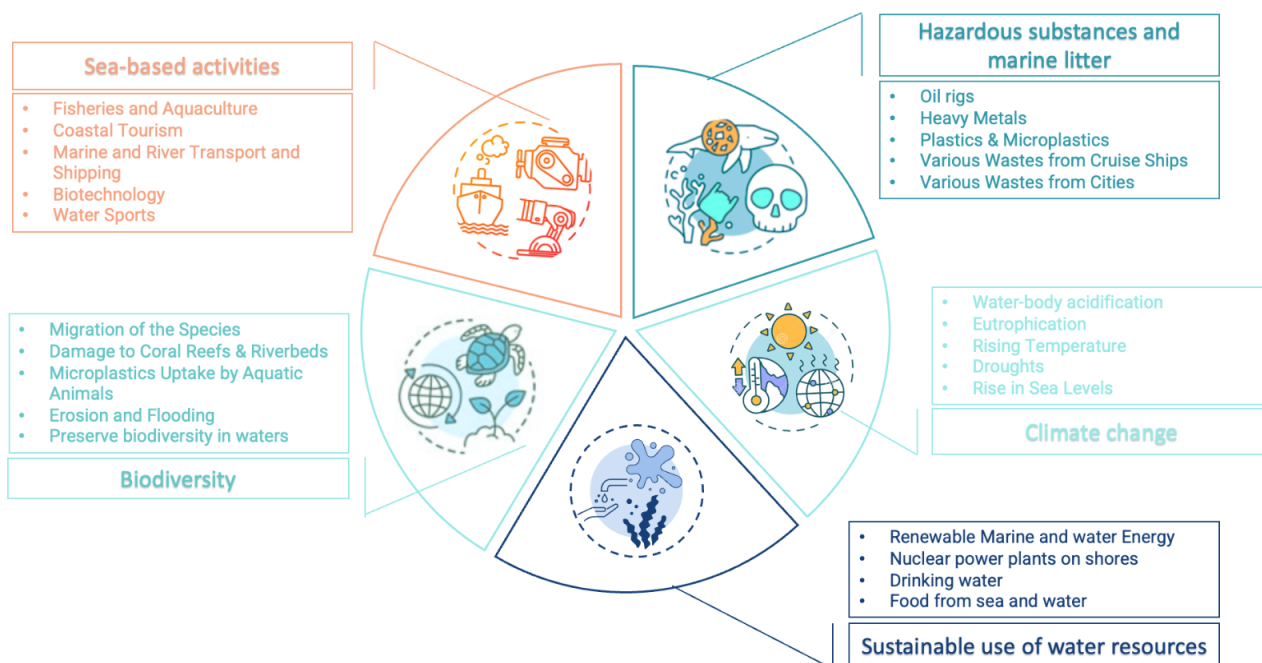 Sea-based activities
• Fisheries and Aquaculture
• Coastal Tourism
• Marine and River Transport and
Shipping
• Biotechnology
• Water Sports
Hazardous substances and
marine litter
• Oil rigs
• Heavy Metals
• Plastics & Microplastics
• Various Wastes from Cruise Ships
• Various Wastes from Cities
• Migration of the Species
• Damage to Coral Reefs & Riverbeds
• Microplastics Uptake by Aquatic
Animals
• Erosion and Flooding
• Preserve biodiversity in waters
Biodiversity
• Water-body acidification
• Eutrophication
• Rising Temperature
• Droughts
• Rise in Sea Levels
Climate change
• Renewable Marine and water Energy
• Nuclear power plants on shores
• Drinking water
• Food from sea and water
Sustainable use of water resources